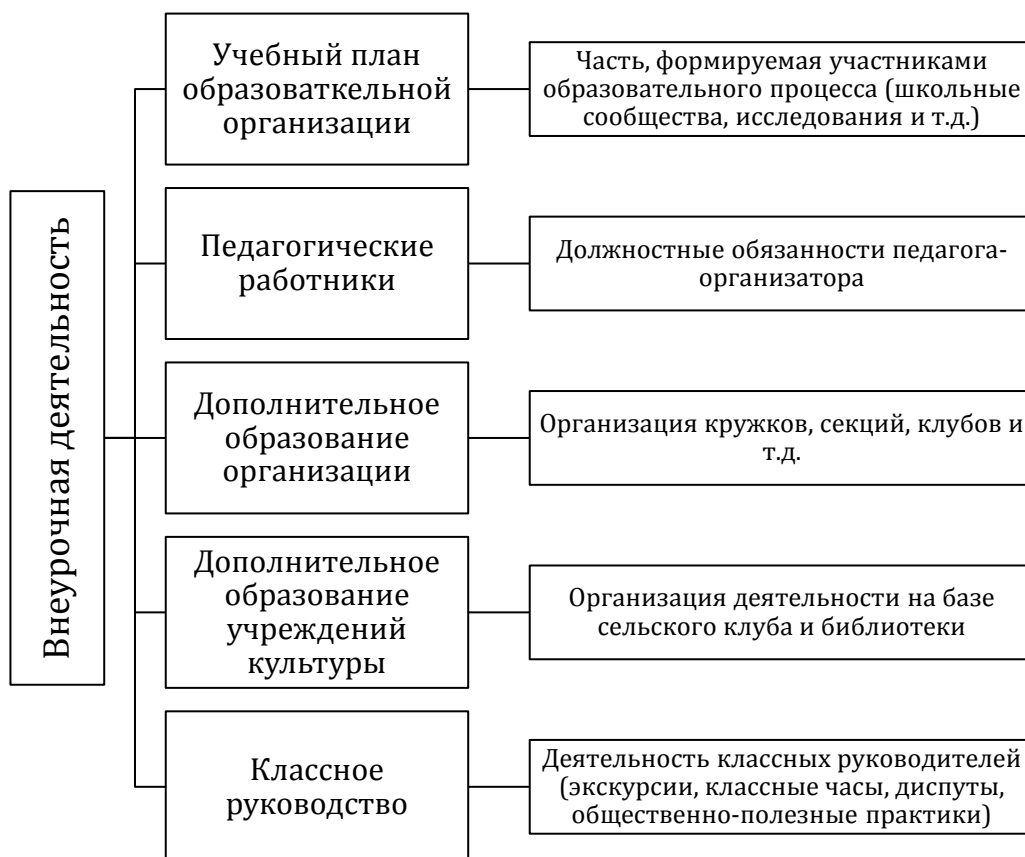 Внеурочная деятельность
Учебный план
образоваткельной
организации
Часть, формируемая участниками
образовательного процесса (школьные
сообщества, исследования и т.д.)
Педагогические
работники
Должностные обязанности педагога-
организатора
Дополнительное
образование
организации
Организация кружков, секций, клубов и
т.д.
Дополнительное
образование
учреждений
культуры
Организация деятельности на базе
сельского клуба и библиотеки
Классное
руководство
Деятельность классных руководителей
(экскурсии, классные часы, диспуты,
общественно-полезные практики)